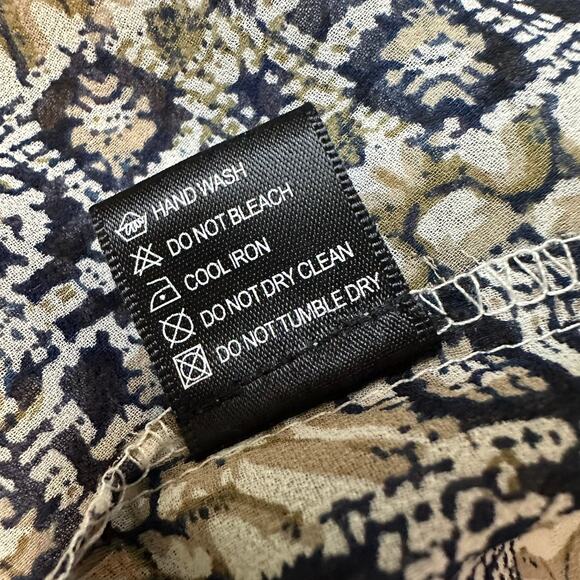 HAND WASH
DO NOT BLEACH
COOL IRON
DO NOT DRY CLEAN
DO NOT TUMBLE DRY